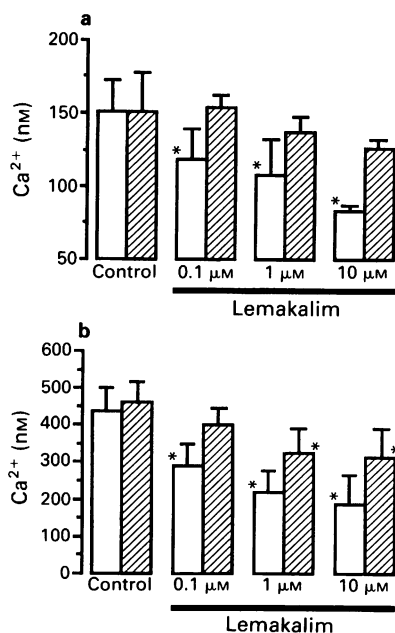 a
200
150
100
50
Ca²⁺ (nM)
*
*
*
Control
0.1 μM
1 μM
10 μM
Lemakalim
b
600
500
400
300
200
100
0
Ca²⁺ (nM)
*
*
*
*
*
Control
0.1 μM
1 μM
10 μM
Lemakalim